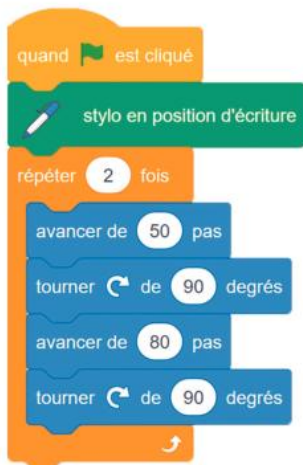 quand est cliqué
stylo en position d'écriture
répéter 2 fois
avancer de 50 pas
tourner de 90 degrés
avancer de 80 pas
tourner de 90 degrés